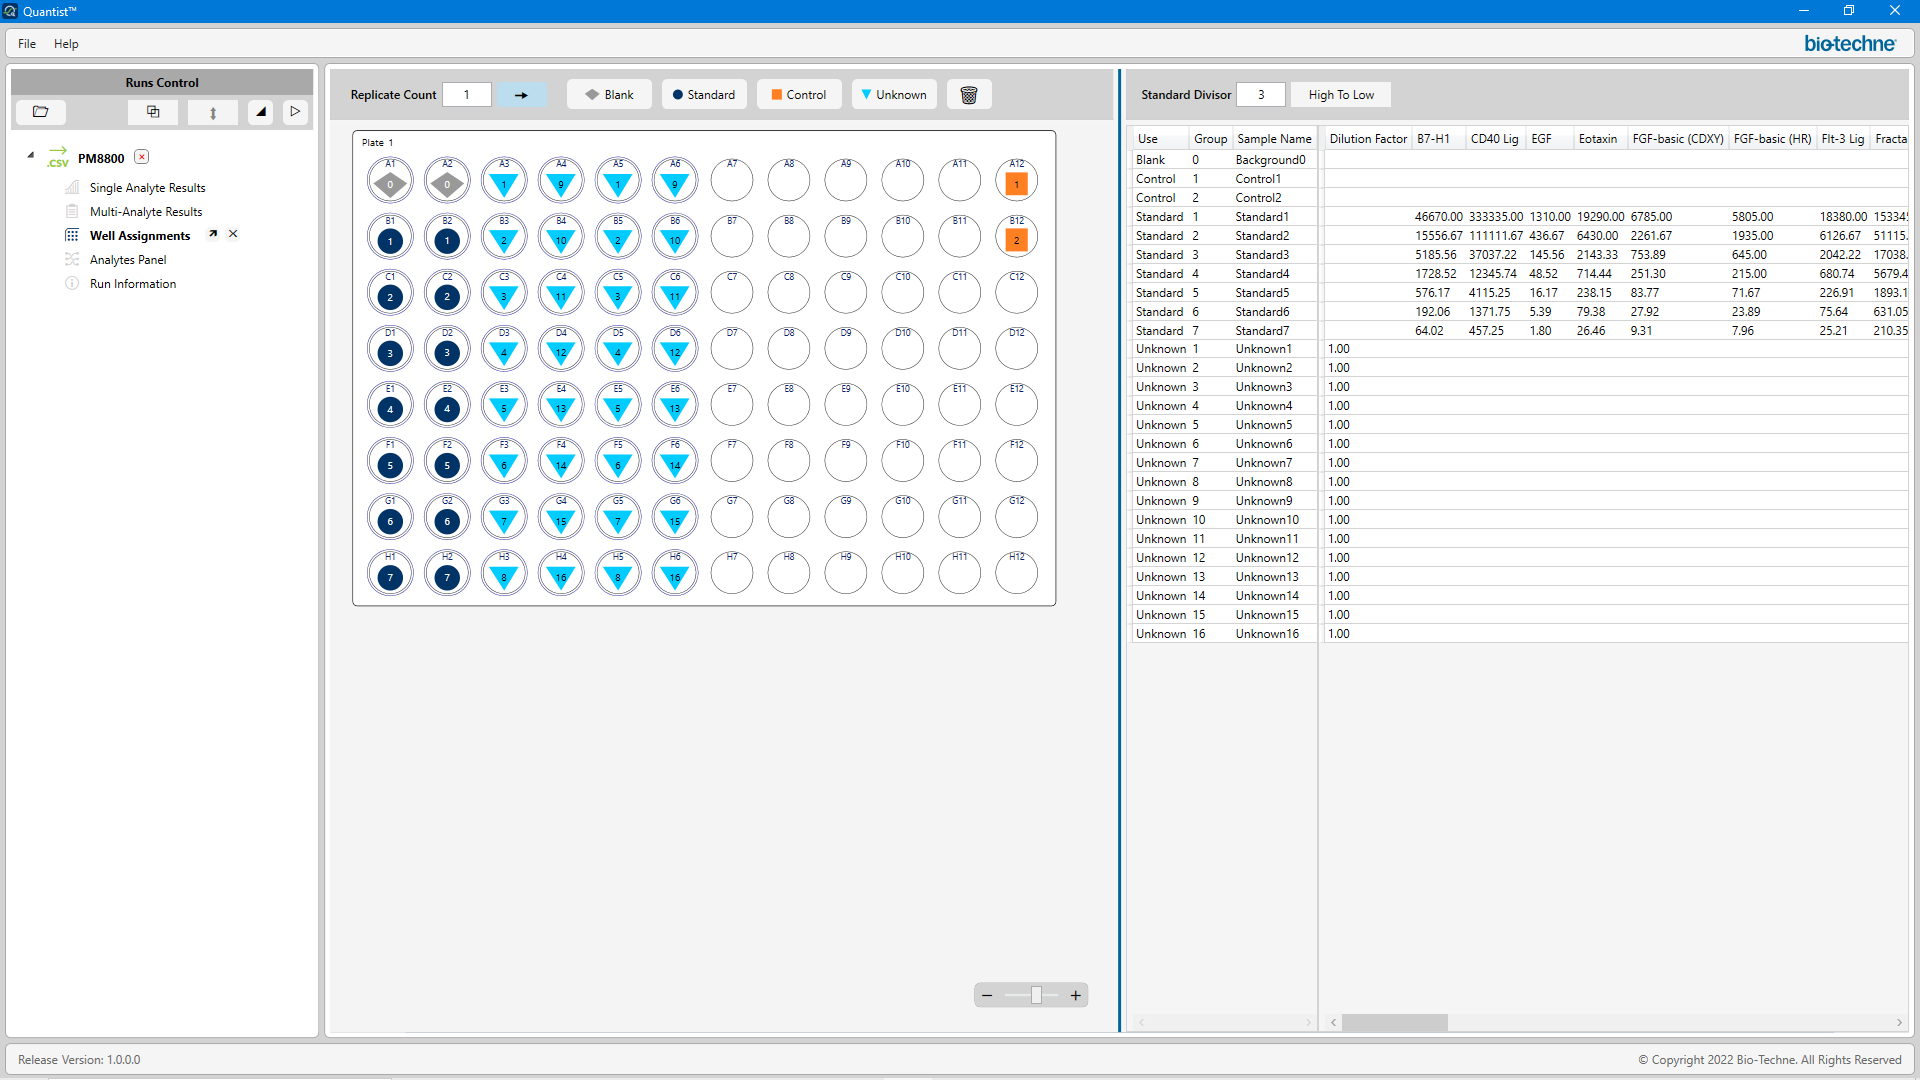 Quantist™
File Help
bio-techne
Runs Control
.CSV PM8800
Single Analyte Results
Multi-Analyte Results
Well Assignments
Analytes Panel
Run Information
Replicate Count 1 Blank Standard Control Unknown
Plate 1
A1 A2 A3 A4 A5 A6 A7 A8 A9 A10 A11 A12
0 0 1 9 1 9 1
B1 B2 B3 B4 B5 B6 B7 B8 B9 B10 B11 B12
1 1 2 10 2 10 2
C1 C2 C3 C4 C5 C6 C7 C8 C9 C10 C11 C12
2 2 3 11 3 11
D1 D2 D3 D4 D5 D6 D7 D8 D9 D10 D11 D12
3 3 4 12 4 12
E1 E2 E3 E4 E5 E6 E7 E8 E9 E10 E11 E12
4 4 5 13 5 13
F1 F2 F3 F4 F5 F6 F7 F8 F9 F10 F11 F12
5 5 6 14 6 14
G1 G2 G3 G4 G5 G6 G7 G8 G9 G10 G11 G12
6 6 7 15 7 15
H1 H2 H3 H4 H5 H6 H7 H8 H9 H10 H11 H12
7 7 8 16 8 16
Standard Divisor 3 High To Low
Use Group Sample Name Dilution Factor B7-H1 CD40 Lig EGF Eotaxin FGF-basic (CDXY) FGF-basic (HR) Flt-3 Lig Fracta
Blank 0 Background0
Control 1 Control1
Control 2 Control2
Standard 1 Standard1 46670.00 333335.00 1310.00 19290.00 6785.00 5805.00 18380.00 153345
Standard 2 Standard2 15556.67 111111.67 436.67 6430.00 2261.67 1935.00 6126.67 51115.
Standard 3 Standard3 5185.56 37037.22 145.56 2143.33 753.89 645.00 2042.22 17038.
Standard 4 Standard4 1728.52 12345.74 48.52 714.44 251.30 215.00 680.74 5679.4
Standard 5 Standard5 576.17 4115.25 16.17 238.15 83.77 71.67 226.91 1893.1
Standard 6 Standard6 192.06 1371.75 5.39 79.38 27.92 23.89 75.64 631.05
Standard 7 Standard7 64.02 457.25 1.80 26.46 9.31 7.96 25.21 210.35
Unknown 1 Unknown1 1.00
Unknown 2 Unknown2 1.00
Unknown 3 Unknown3 1.00
Unknown 4 Unknown4 1.00
Unknown 5 Unknown5 1.00
Unknown 6 Unknown6 1.00
Unknown 7 Unknown7 1.00
Unknown 8 Unknown8 1.00
Unknown 9 Unknown9 1.00
Unknown 10 Unknown10 1.00
Unknown 11 Unknown11 1.00
Unknown 12 Unknown12 1.00
Unknown 13 Unknown13 1.00
Unknown 14 Unknown14 1.00
Unknown 15 Unknown15 1.00
Unknown 16 Unknown16 1.00
Release Version: 1.0.0.0
© Copyright 2022 Bio-Techne. All Rights Reserved